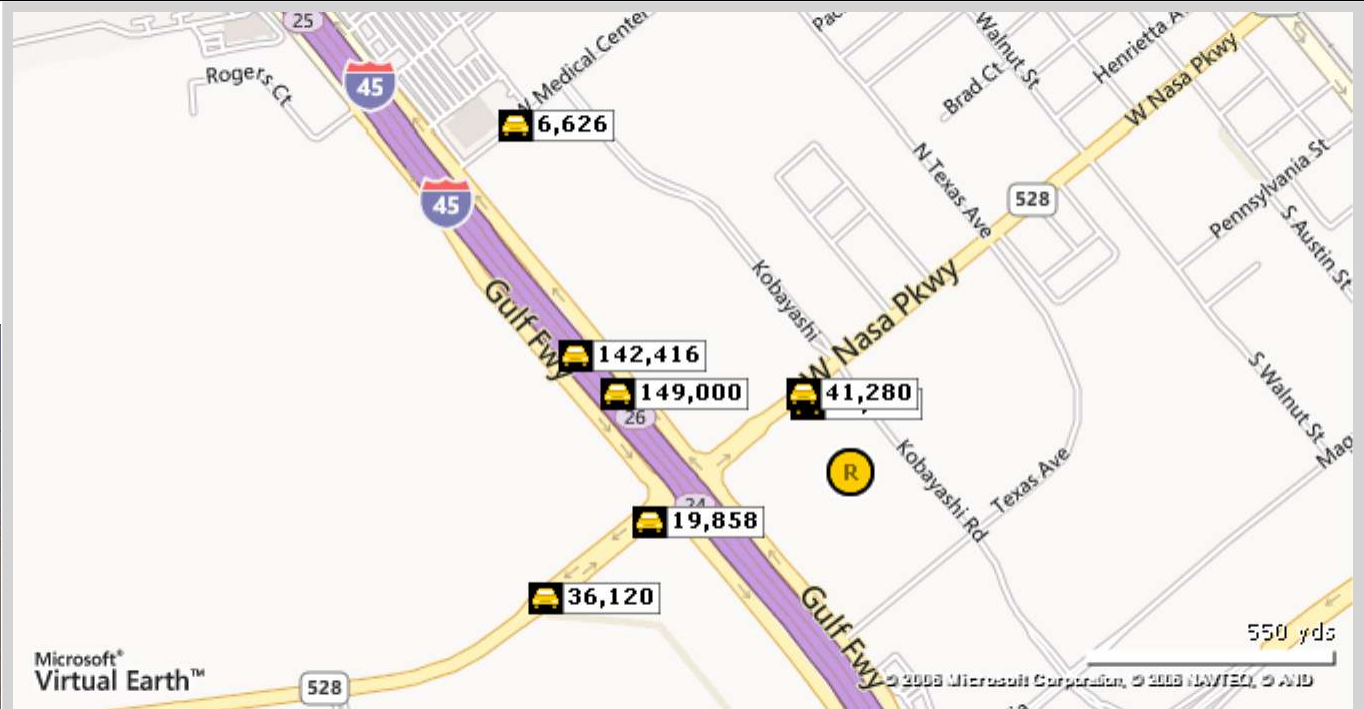 25
Rogers Ct
45
W Medical Center
6,626
Walnut St
Brad Ct
Henrietta
W Nasa Pkwy
45
N Texas Ave
528
Pennsylvania St
S Austin St
Gulf Fwy
Kobayashi
W Nasa Pkwy
142,416
149,000
41,280
26
S Walnut St
R
Kobayashi Rd
Texas Ave
24
19,858
36,120
Gulf Fwy
550 yds
Microsoft®
Virtual Earth™
528
© 2006 Microsoft Corporation, © 2006 NAVTEQ, © AND